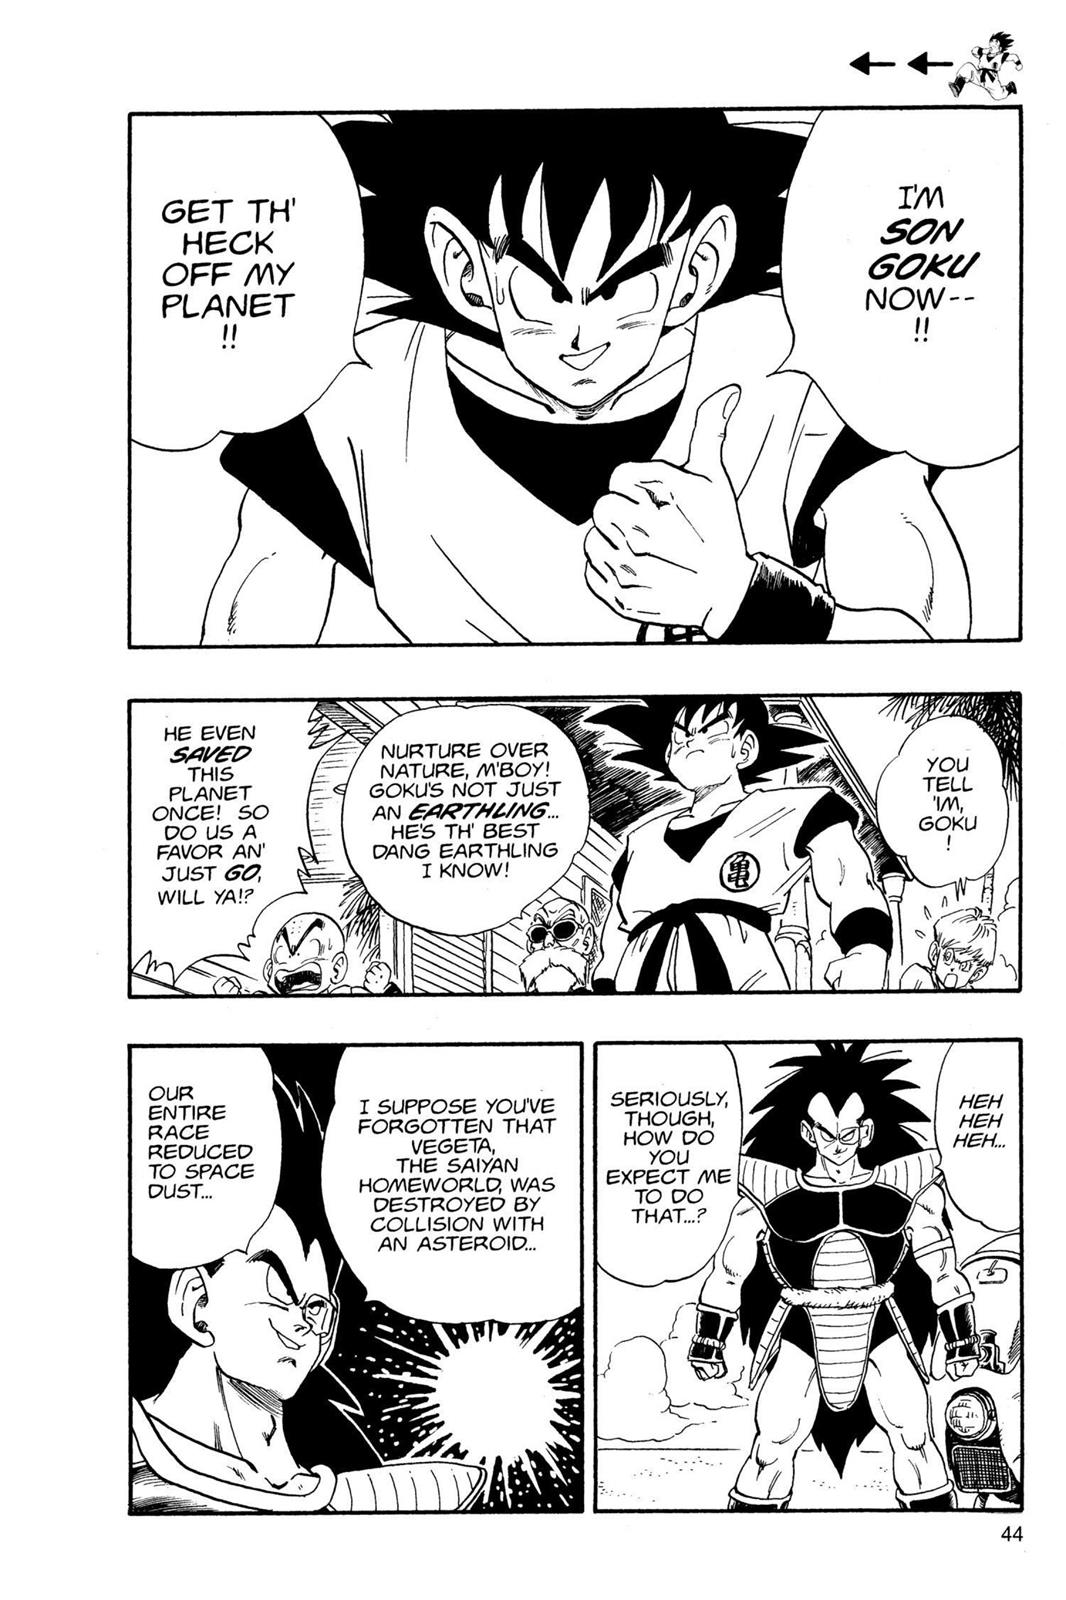 I'M
SON
GOKU
NOW--
!!
GET TH'
HECK
OFF MY
PLANET
!!
YOU
TELL
'IM,
GOKU
!
亀
NURTURE OVER
NATURE, M'BOY!
GOKU'S NOT JUST
AN EARTHLING...
HE'S TH' BEST
DANG EARTHLING
I KNOW!
HE EVEN
SAVED
THIS
PLANET
ONCE! SO
DO US A
FAVOR AN'
JUST GO,
WILL YA!?
HEH
HEH
HEH...
SERIOUSLY,
THOUGH,
HOW DO
YOU
EXPECT ME
TO DO
THAT...?
I SUPPOSE YOU'VE
FORGOTTEN THAT
VEGETA,
THE SAIYAN
HOMEWORLD, WAS
DESTROYED BY
COLLISION WITH
AN ASTEROID...
OUR
ENTIRE
RACE
REDUCED
TO SPACE
DUST...
44